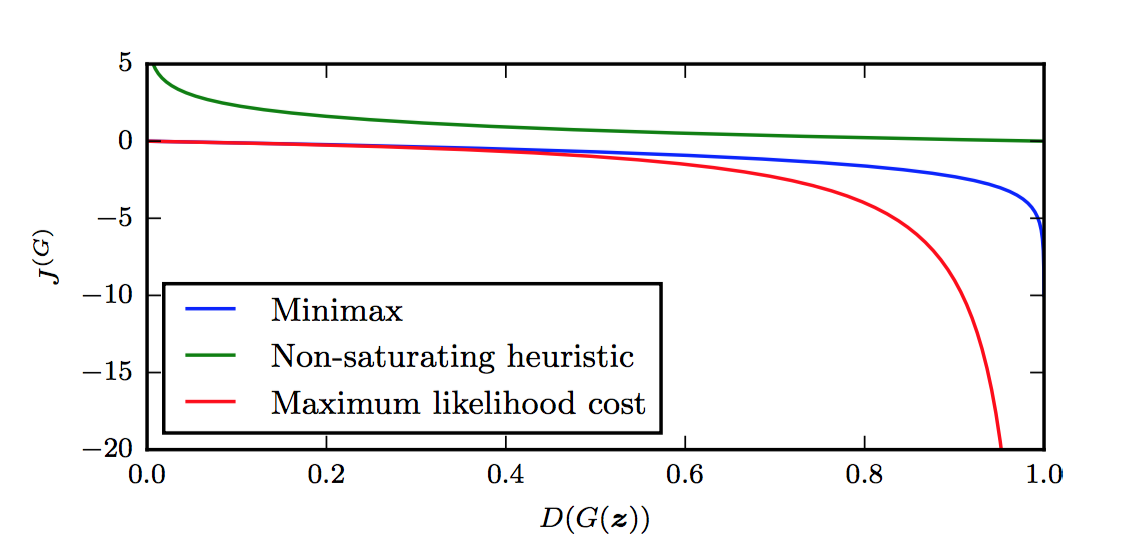 5
0
−5
−10
−15
−20
J^(G)
Minimax
Non-saturating heuristic
Maximum likelihood cost
0.0 0.2 0.4 0.6 0.8 1.0
D(G(z))